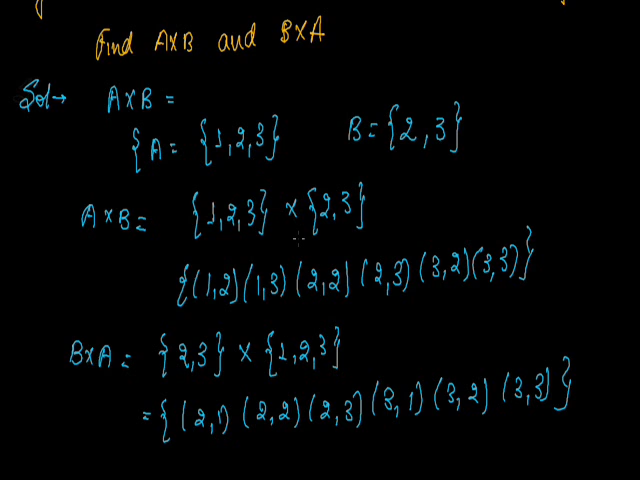 Find A×B and B×A
Sol→ A×B =
{ A = {1,2,3} B = {2,3}
A×B = {1,2,3} × {2,3}
{(1,2)(1,3)(2,2)(2,3)(3,2)(3,3)}
B×A = {2,3} × {1,2,3}
= {(2,1)(2,2)(2,3)(3,1)(3,2)(3,3)}